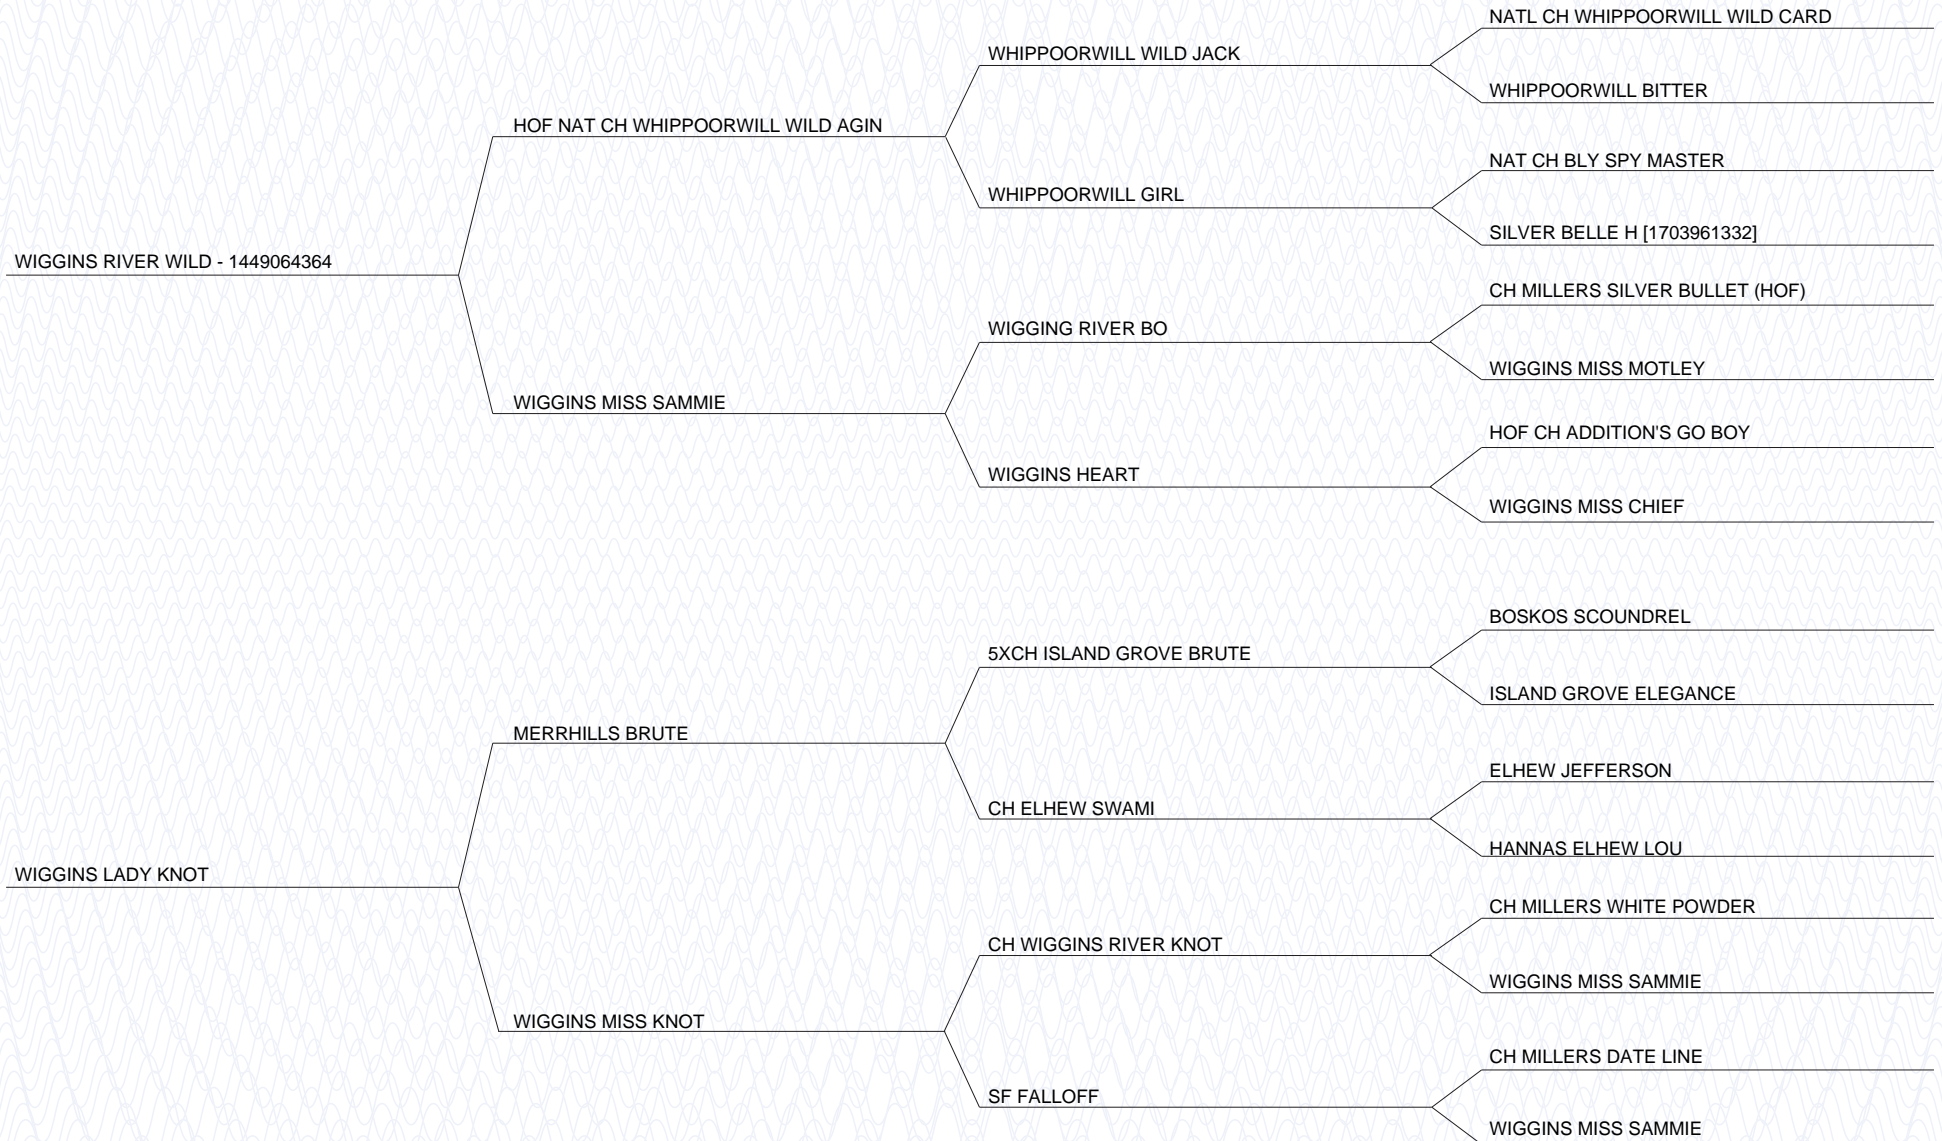 NATL CH WHIPPOORWILL WILD CARD
WHIPPOORWILL WILD JACK
WHIPPOORWILL BITTER
HOF NAT CH WHIPPOORWILL WILD AGIN
NAT CH BLY SPY MASTER
WHIPPOORWILL GIRL
SILVER BELLE H [1703961332]
WIGGINS RIVER WILD - 1449064364
CH MILLERS SILVER BULLET (HOF)
WIGGING RIVER BO
WIGGINS MISS MOTLEY
WIGGINS MISS SAMMIE
HOF CH ADDITION'S GO BOY
WIGGINS HEART
WIGGINS MISS CHIEF
BOSKOS SCOUNDREL
5XCH ISLAND GROVE BRUTE
ISLAND GROVE ELEGANCE
MERRHILLS BRUTE
ELHEW JEFFERSON
CH ELHEW SWAMI
HANNAS ELHEW LOU
WIGGINS LADY KNOT
CH MILLERS WHITE POWDER
CH WIGGINS RIVER KNOT
WIGGINS MISS SAMMIE
WIGGINS MISS KNOT
CH MILLERS DATE LINE
SF FALLOFF
WIGGINS MISS SAMMIE